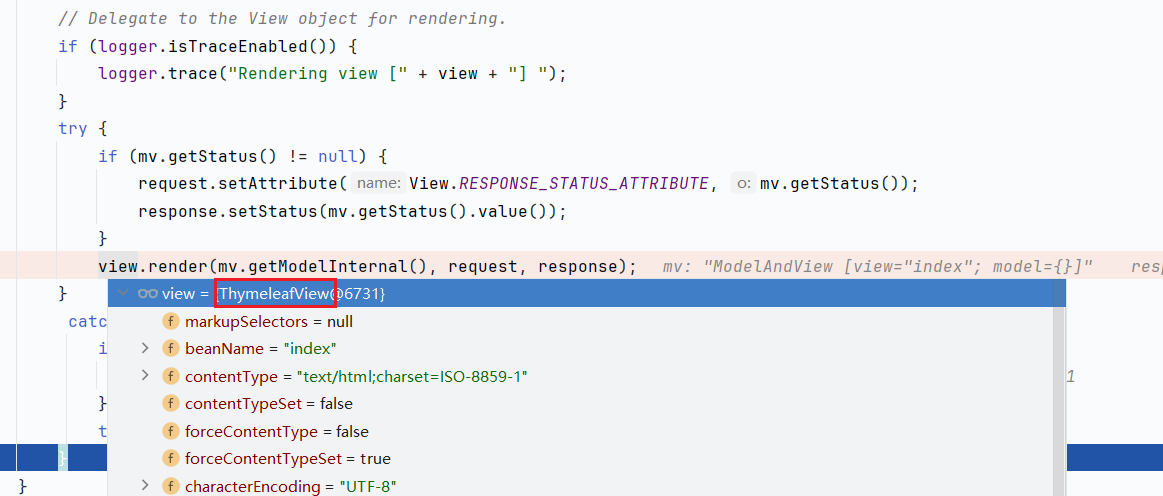 // Delegate to the View object for rendering.
if (logger.isTraceEnabled()) {
logger.trace("Rendering view [" + view + "] ");
}
try {
if (mv.getStatus() != null) {
request.setAttribute( name: View.RESPONSE_STATUS_ATTRIBUTE, o: mv.getStatus());
response.setStatus(mv.getStatus().value());
}
view.render(mv.getModelInternal(), request, response); mv: "ModelAndView [view="index"; model={}]" resp
} view = {ThymeleafView@6731}
f markupSelectors = null
catc
f beanName = "index"
i
f contentType = "text/html;charset=ISO-8859-1" 1
f contentTypeSet = false
}
f forceContentType = false
t
f forceContentTypeSet = true
}
f characterEncoding = "UTF-8"
}